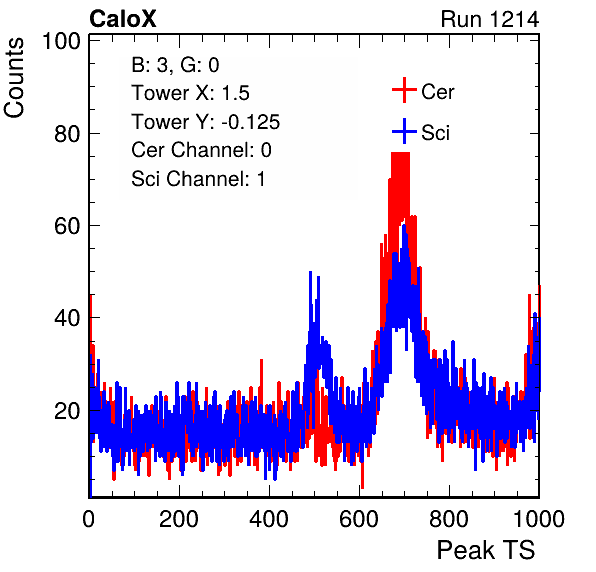 CaloX Run 1214
Counts
100
80
60
40
20
B: 3, G: 0
Tower X: 1.5
Tower Y: -0.125
Cer Channel: 0
Sci Channel: 1
Cer
Sci
0 200 400 600 800 1000
Peak TS